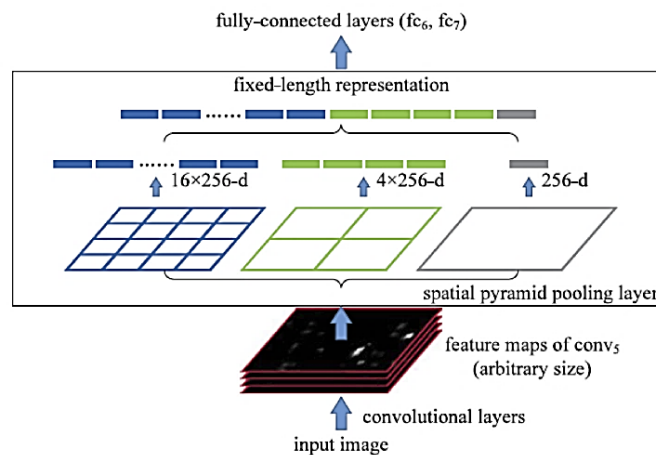 fully-connected layers (fc6, fc7)
fixed-length representation
......
......
16×256-d
4×256-d
256-d
spatial pyramid pooling layer
feature maps of conv5
(arbitrary size)
convolutional layers
input image